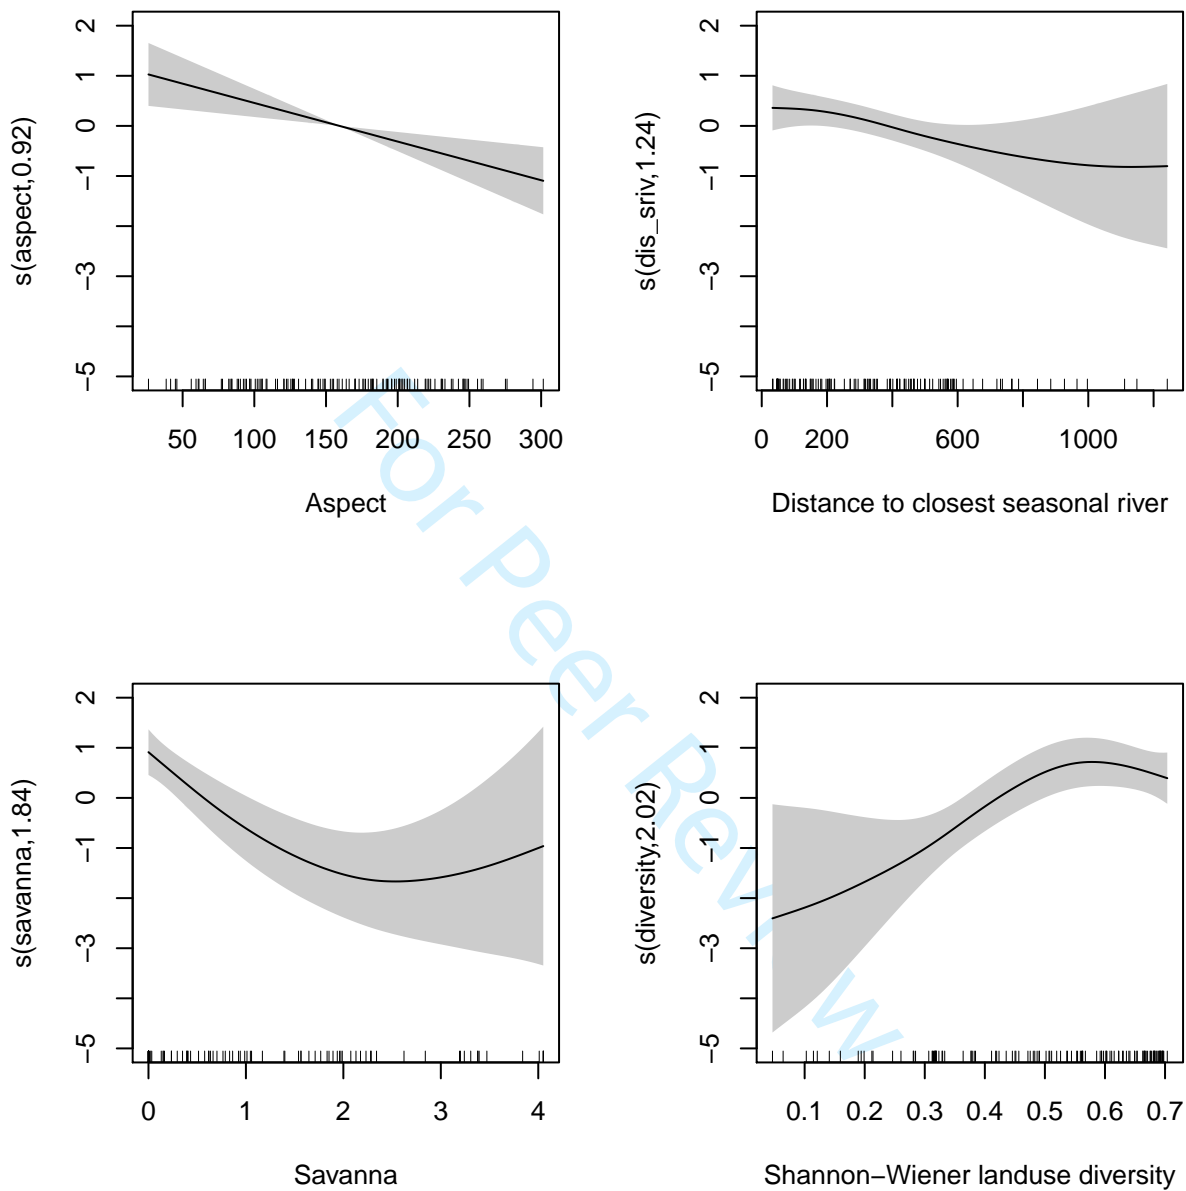 2
1
0
−1
−3
−5
s(aspect,0.92)
50 100 150 200 250 300
Aspect
2
1
0
−1
−3
−5
s(dis_sriv,1.24)
0 200 600 1000
Distance to closest seasonal river
For Peer Review
2
1
0
−1
−3
−5
s(savanna,1.84)
0 1 2 3 4
Savanna
2
1
0
−1
−3
−5
s(diversity,2.02)
0.1 0.2 0.3 0.4 0.5 0.6 0.7
Shannon−Wiener landuse diversity